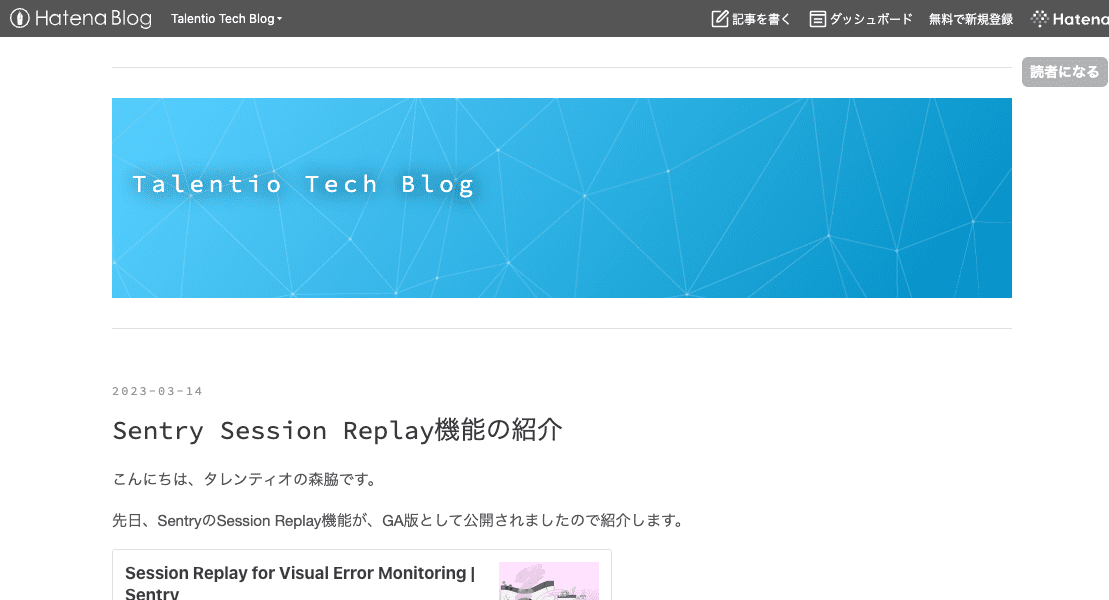 Hatena Blog Talentio Tech Blog 記事を書く ダッシュボード 無料で新規登録 Hatena
読者になる
Talentio Tech Blog
2023-03-14
Sentry Session Replay機能の紹介
こんにちは、タレンティオの森脇です。
先日、SentryのSession Replay機能が、GA版として公開されましたので紹介します。
Session Replay for Visual Error Monitoring |
Sentry